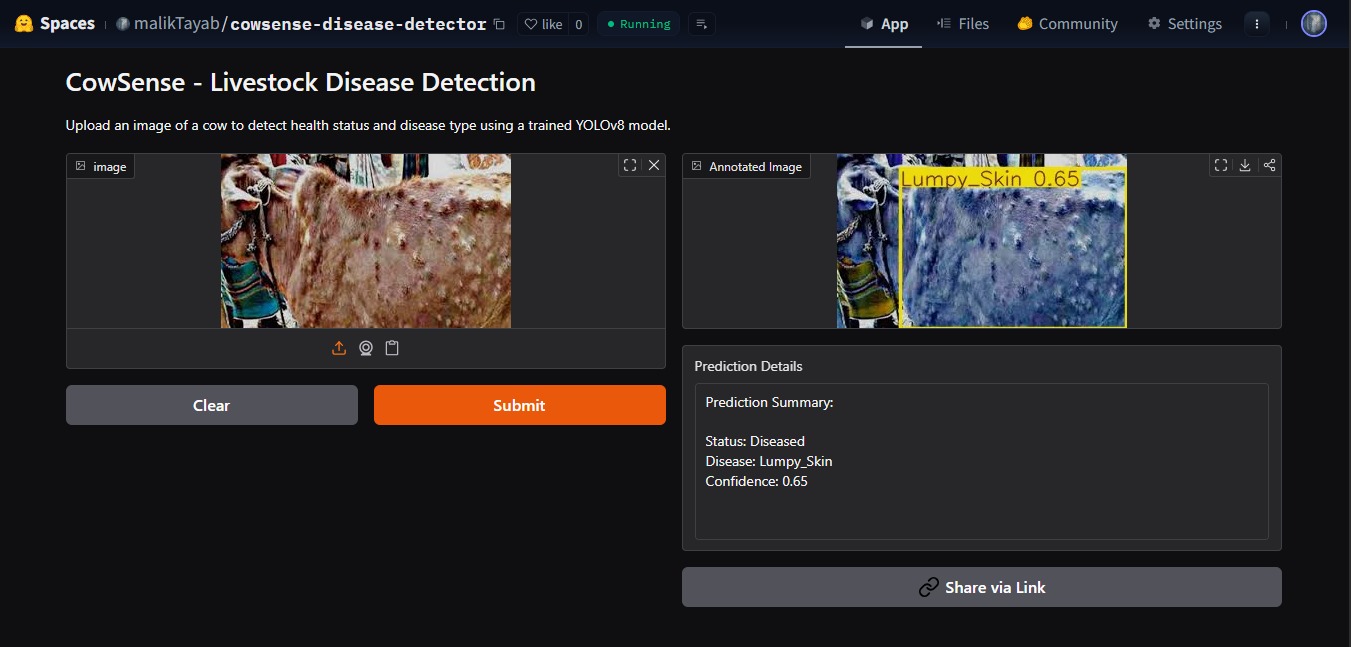 Spaces malikTayab/cowsense-disease-detector like 0 Running App Files Community Settings
CowSense - Livestock Disease Detection
Upload an image of a cow to detect health status and disease type using a trained YOLOv8 model.
image
Annotated Image
Lumpy_Skin 0.65
Clear
Submit
Prediction Details
Prediction Summary:
Status: Diseased
Disease: Lumpy_Skin
Confidence: 0.65
Share via Link